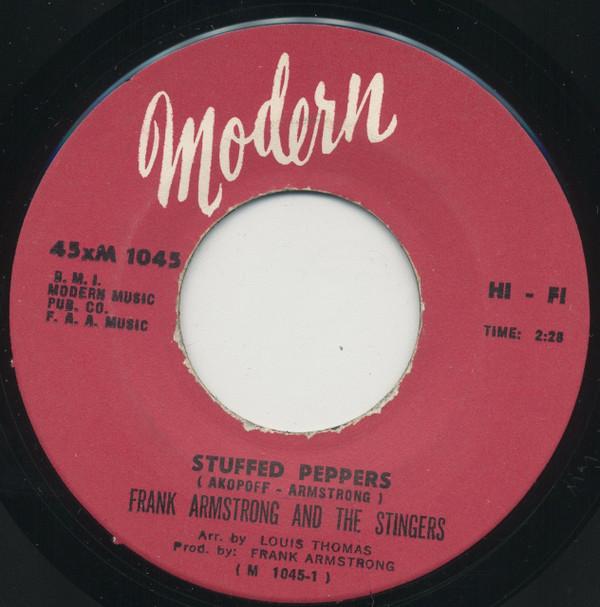 Modern
45xM 1045
B. M. I.
MODERN MUSIC
PUB. CO.
F. A. A. MUSIC
HI - FI
TIME: 2:28
STUFFED PEPPERS
( AKOPOFF - ARMSTRONG )
FRANK ARMSTRONG AND THE STINGERS
Arr. by LOUIS THOMAS
Prod. by: FRANK ARMSTRONG
( M 1045-1 )